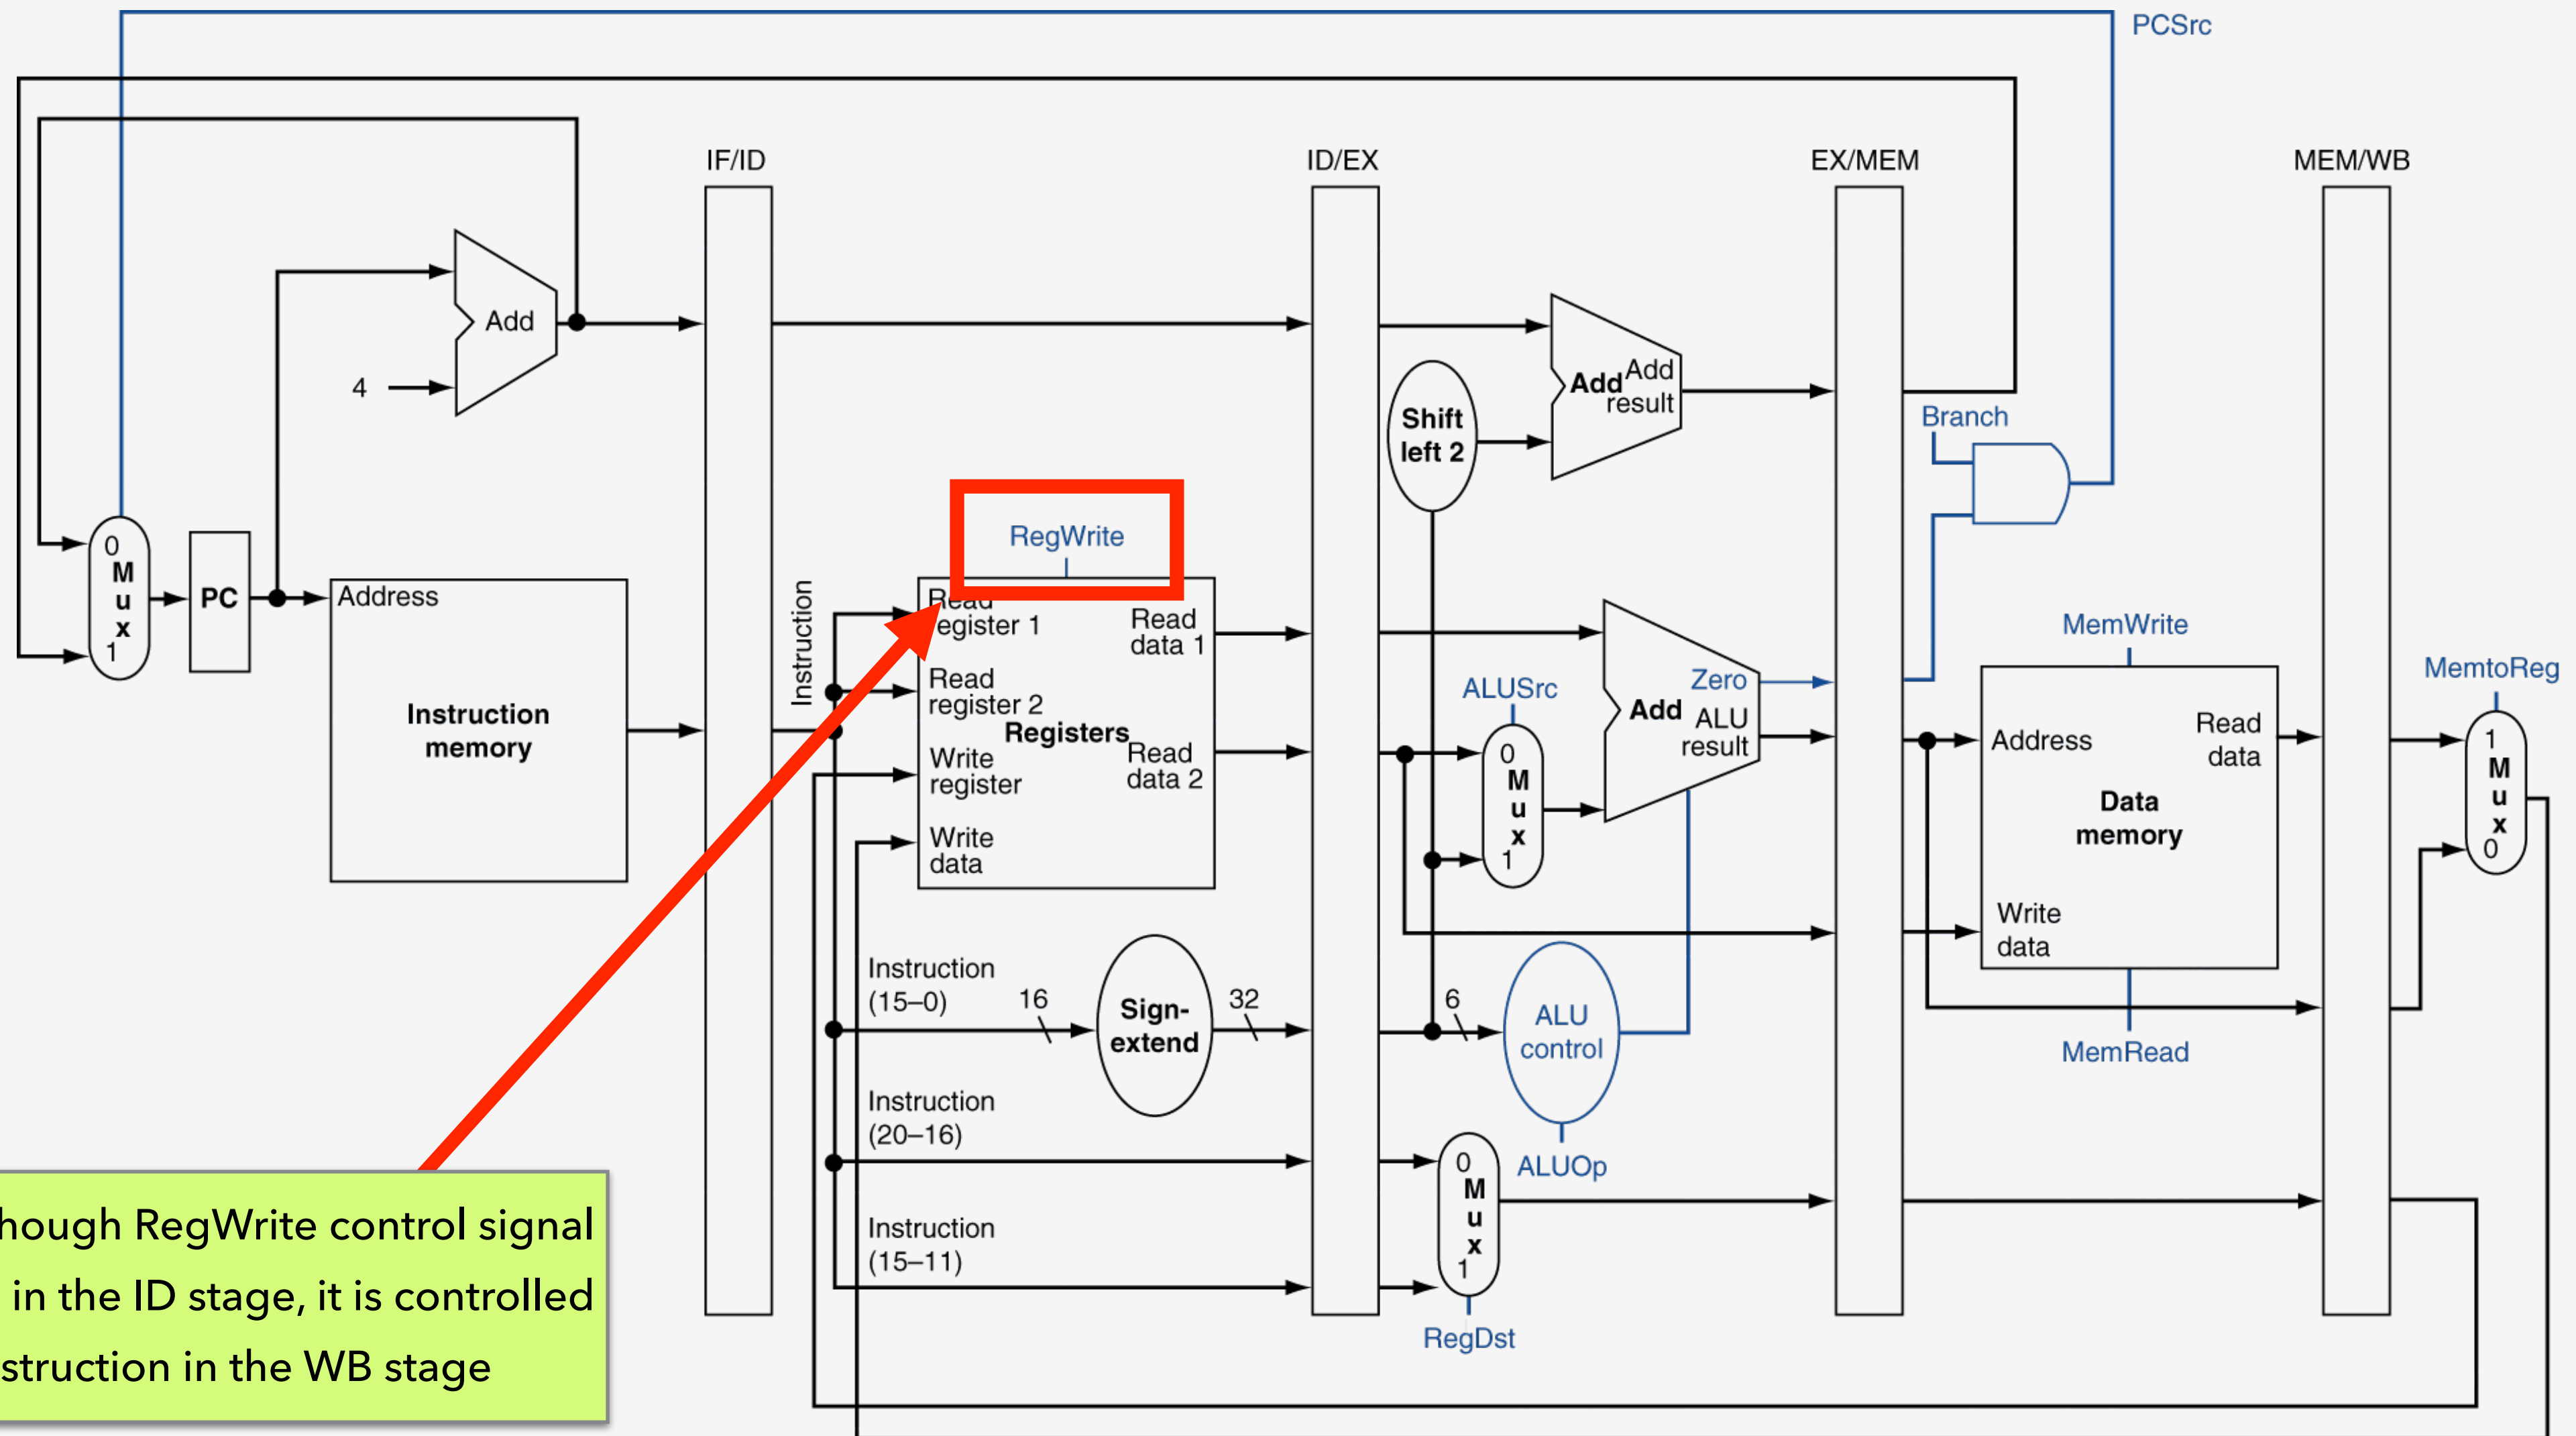 PCSrc
IF/ID
ID/EX
EX/MEM
MEM/WB
Add
4
Add
Add
result
Shift
left 2
Branch
RegWrite
0
M
u
x
1
PC
Address
Instruction
memory
Instruction
Read
register 1
Read
register 2
Write
register
Write
data
Registers
Read
data 1
Read
data 2
ALUSrc
0
M
u
x
1
Add
Zero
ALU
result
MemWrite
Address
Read
data
Data
memory
Write
data
MemRead
MemtoReg
1
M
u
x
0
Instruction
(15–0)
16
Sign-
extend
32
6
ALU
control
ALUOp
Instruction
(20–16)
Instruction
(15–11)
0
M
u
x
1
RegDst
hough RegWrite control signal
in the ID stage, it is controlled
struction in the WB stage